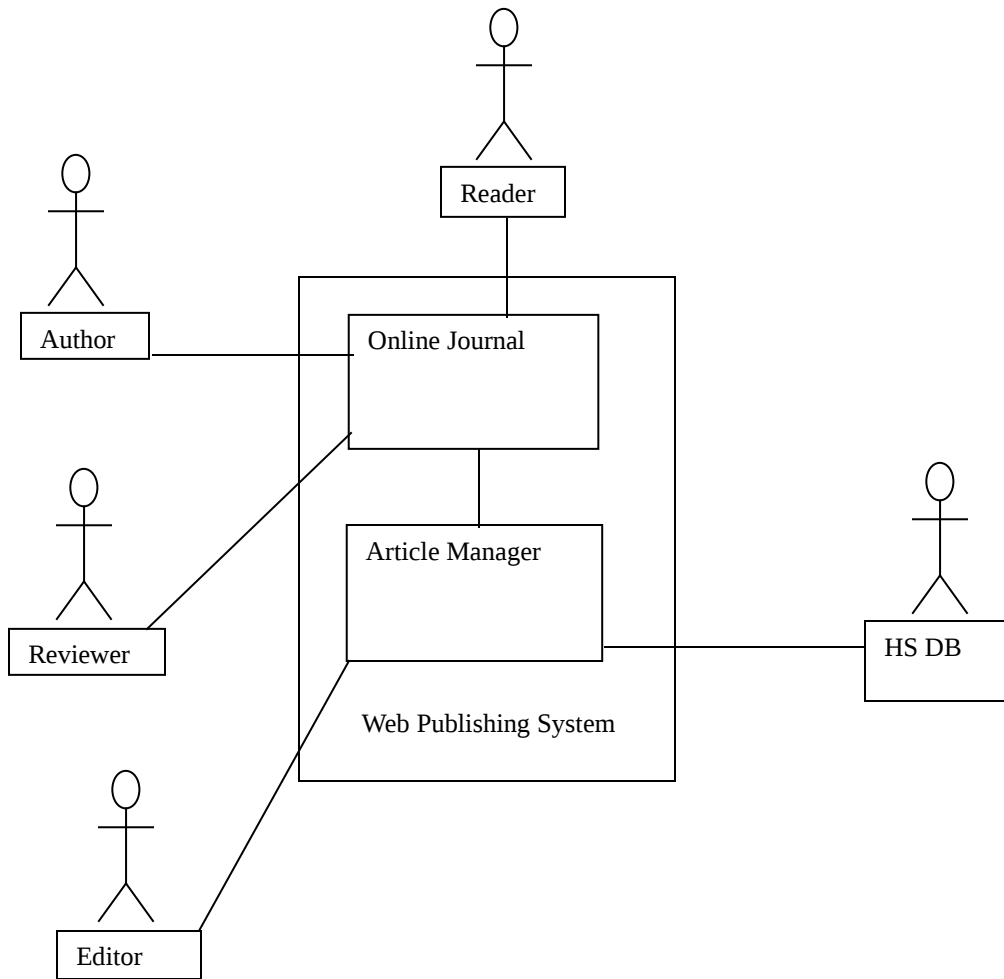 Reader
Author
Online Journal
Article Manager
Reviewer
HS DB
Web Publishing System
Editor